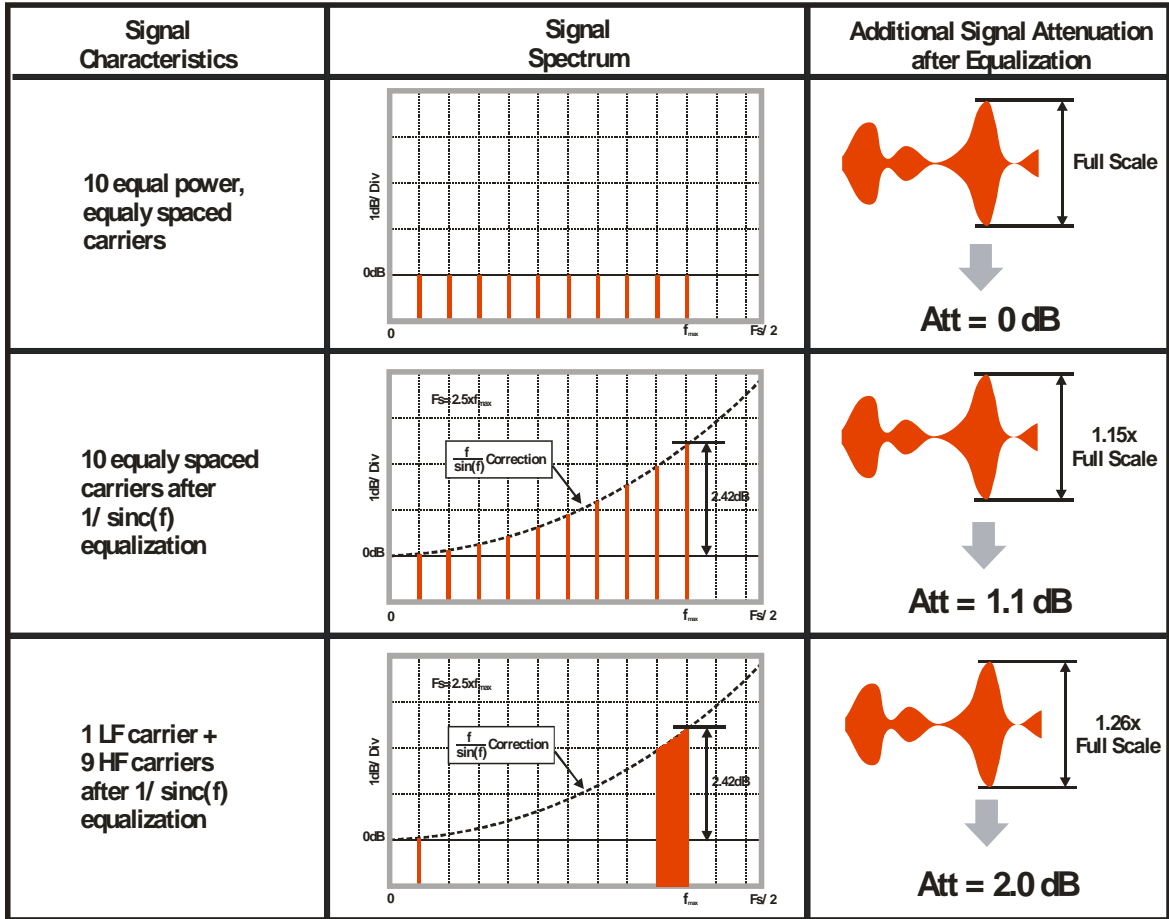 Signal
Characteristics
Signal
Spectrum
Additional Signal Attenuation
after Equalization
10 equal power,
equaly spaced
carriers
1dB/ Div
0dB
0
fmax
Fs/ 2
Full Scale
Att = 0 dB
10 equaly spaced
carriers after
1/ sinc(f)
equalization
Fs=2.5xfmax
f
sin(f)
Correction
1dB/ Div
2.42dB
0dB
0
fmax
Fs/ 2
1.15x
Full Scale
Att = 1.1 dB
1 LF carrier +
9 HF carriers
after 1/ sinc(f)
equalization
Fs=2.5xfmax
f
sin(f)
Correction
1dB/ Div
2.42dB
0dB
0
fmax
Fs/ 2
1.26x
Full Scale
Att = 2.0 dB